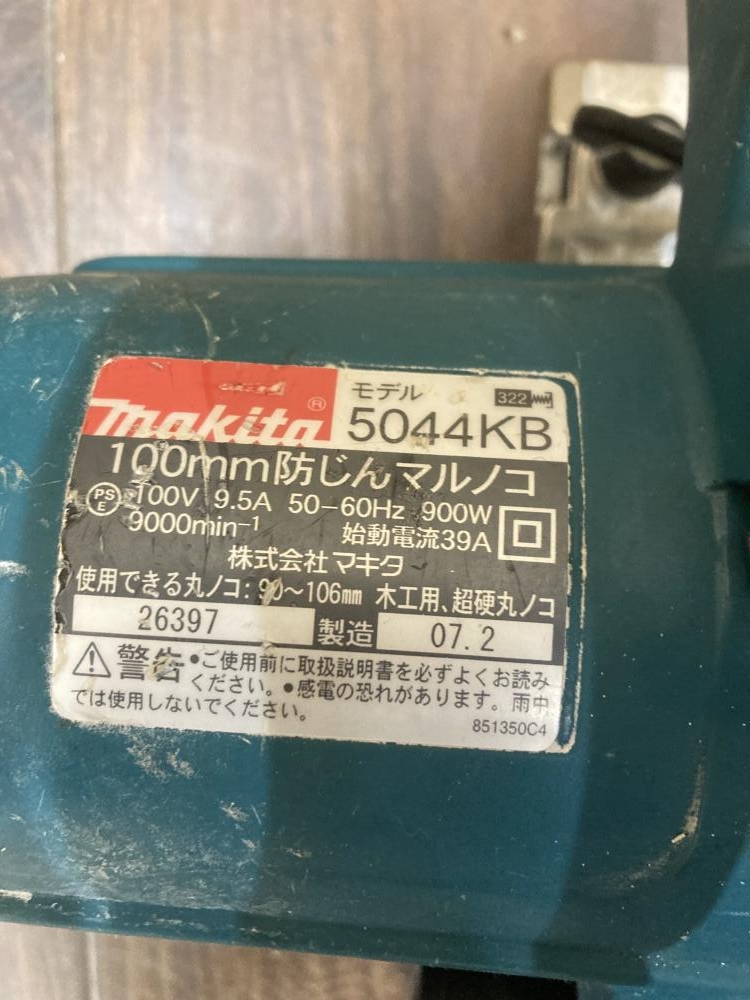 makita®
モデル 322
5044KB
100mm防じんマルノコ
PS E 100V 9.5A 50-60Hz 900W
9000min-1 始動電流39A
株式会社マキタ
使用できる丸ノコ:90〜106mm 木工用、超硬丸ノコ
26397 製造 07.2
警告 •ご使用前に取扱説明書を必ずよくお読み
ください。•感電の恐れがあります。雨中
では使用しないでください。
851350C4